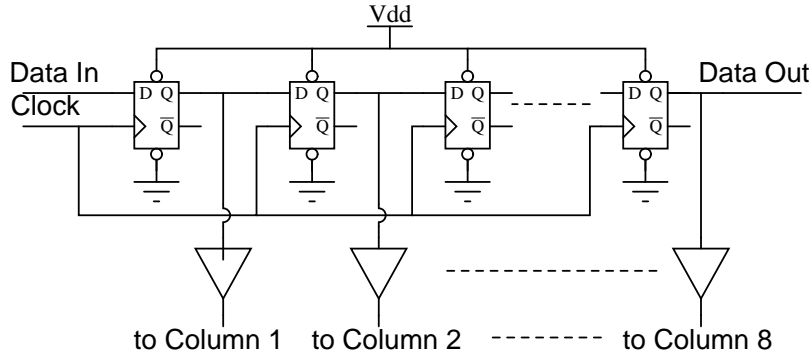 Vdd
Data In
Data Out
Clock
D Q
Q
D Q
Q
D Q
Q
D Q
Q
to Column 1
to Column 2
to Column 8